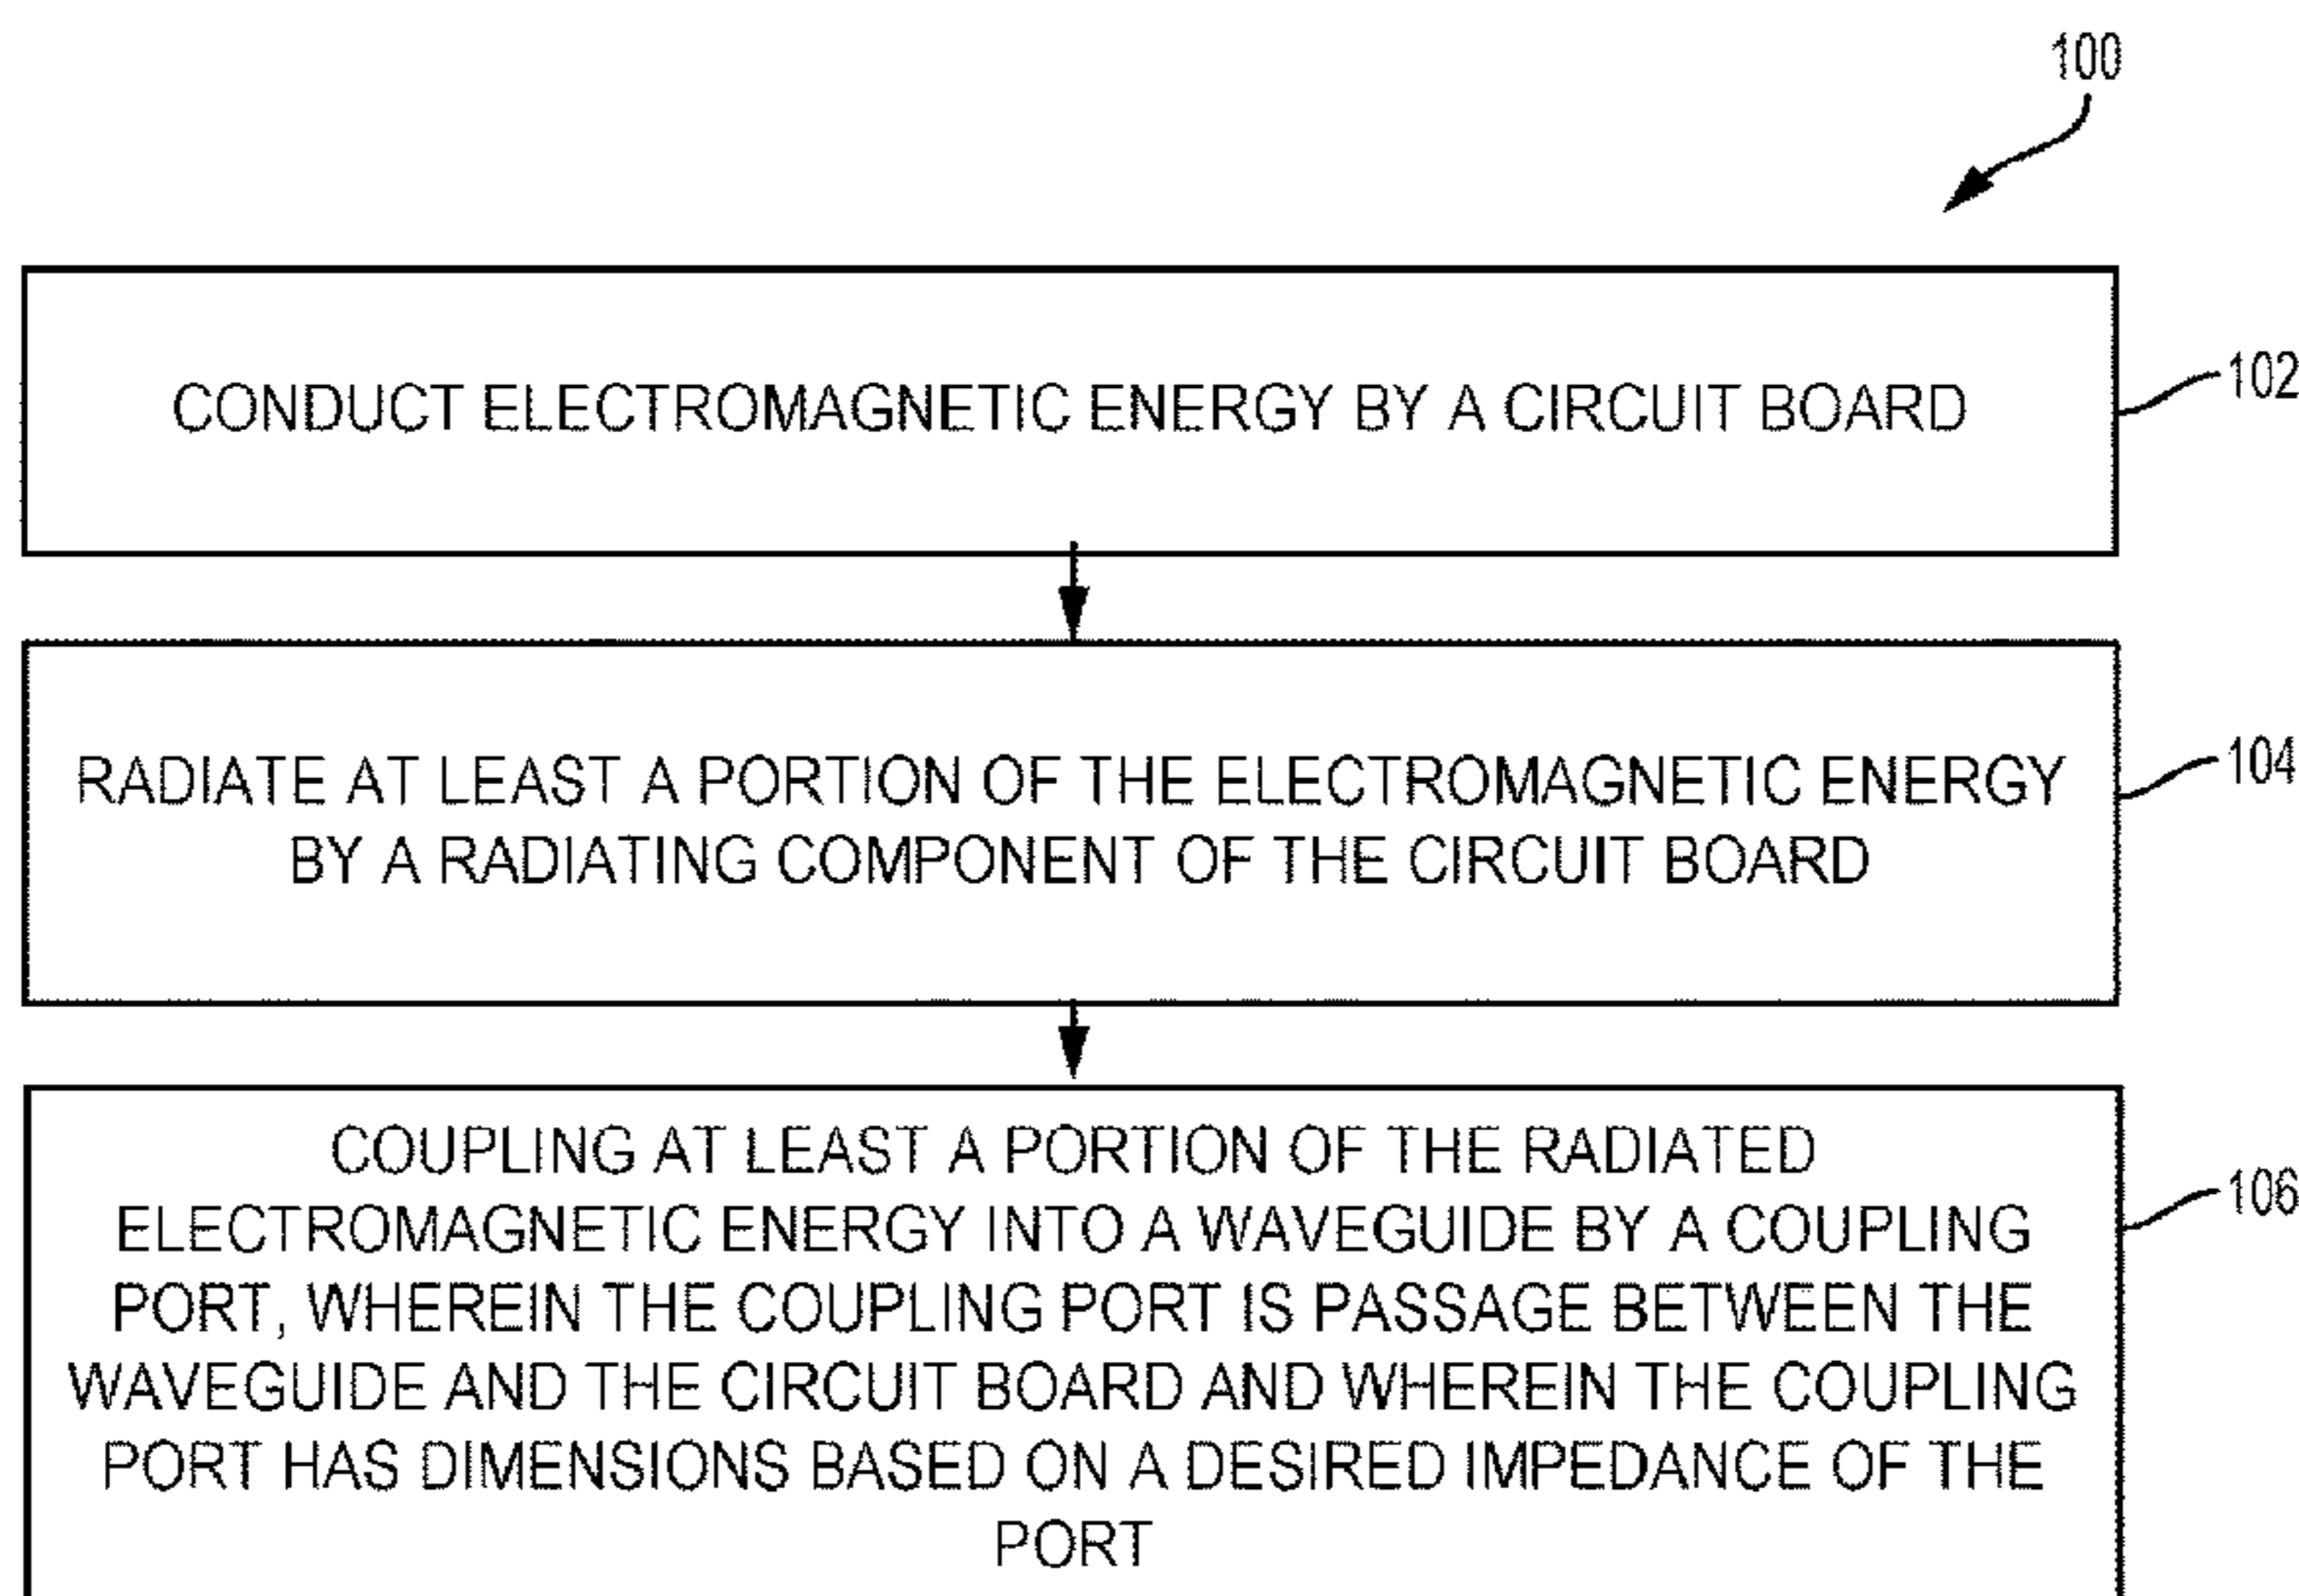 100
CONDUCT ELECTROMAGNETIC ENERGY BY A CIRCUIT BOARD
102
RADIATE AT LEAST A PORTION OF THE ELECTROMAGNETIC ENERGY
BY A RADIATING COMPONENT OF THE CIRCUIT BOARD
104
COUPLING AT LEAST A PORTION OF THE RADIATED
ELECTROMAGNETIC ENERGY INTO A WAVEGUIDE BY A COUPLING
PORT, WHEREIN THE COUPLING PORT IS PASSAGE BETWEEN THE
WAVEGUIDE AND THE CIRCUIT BOARD AND WHEREIN THE COUPLING
PORT HAS DIMENSIONS BASED ON A DESIRED IMPEDANCE OF THE
PORT
106